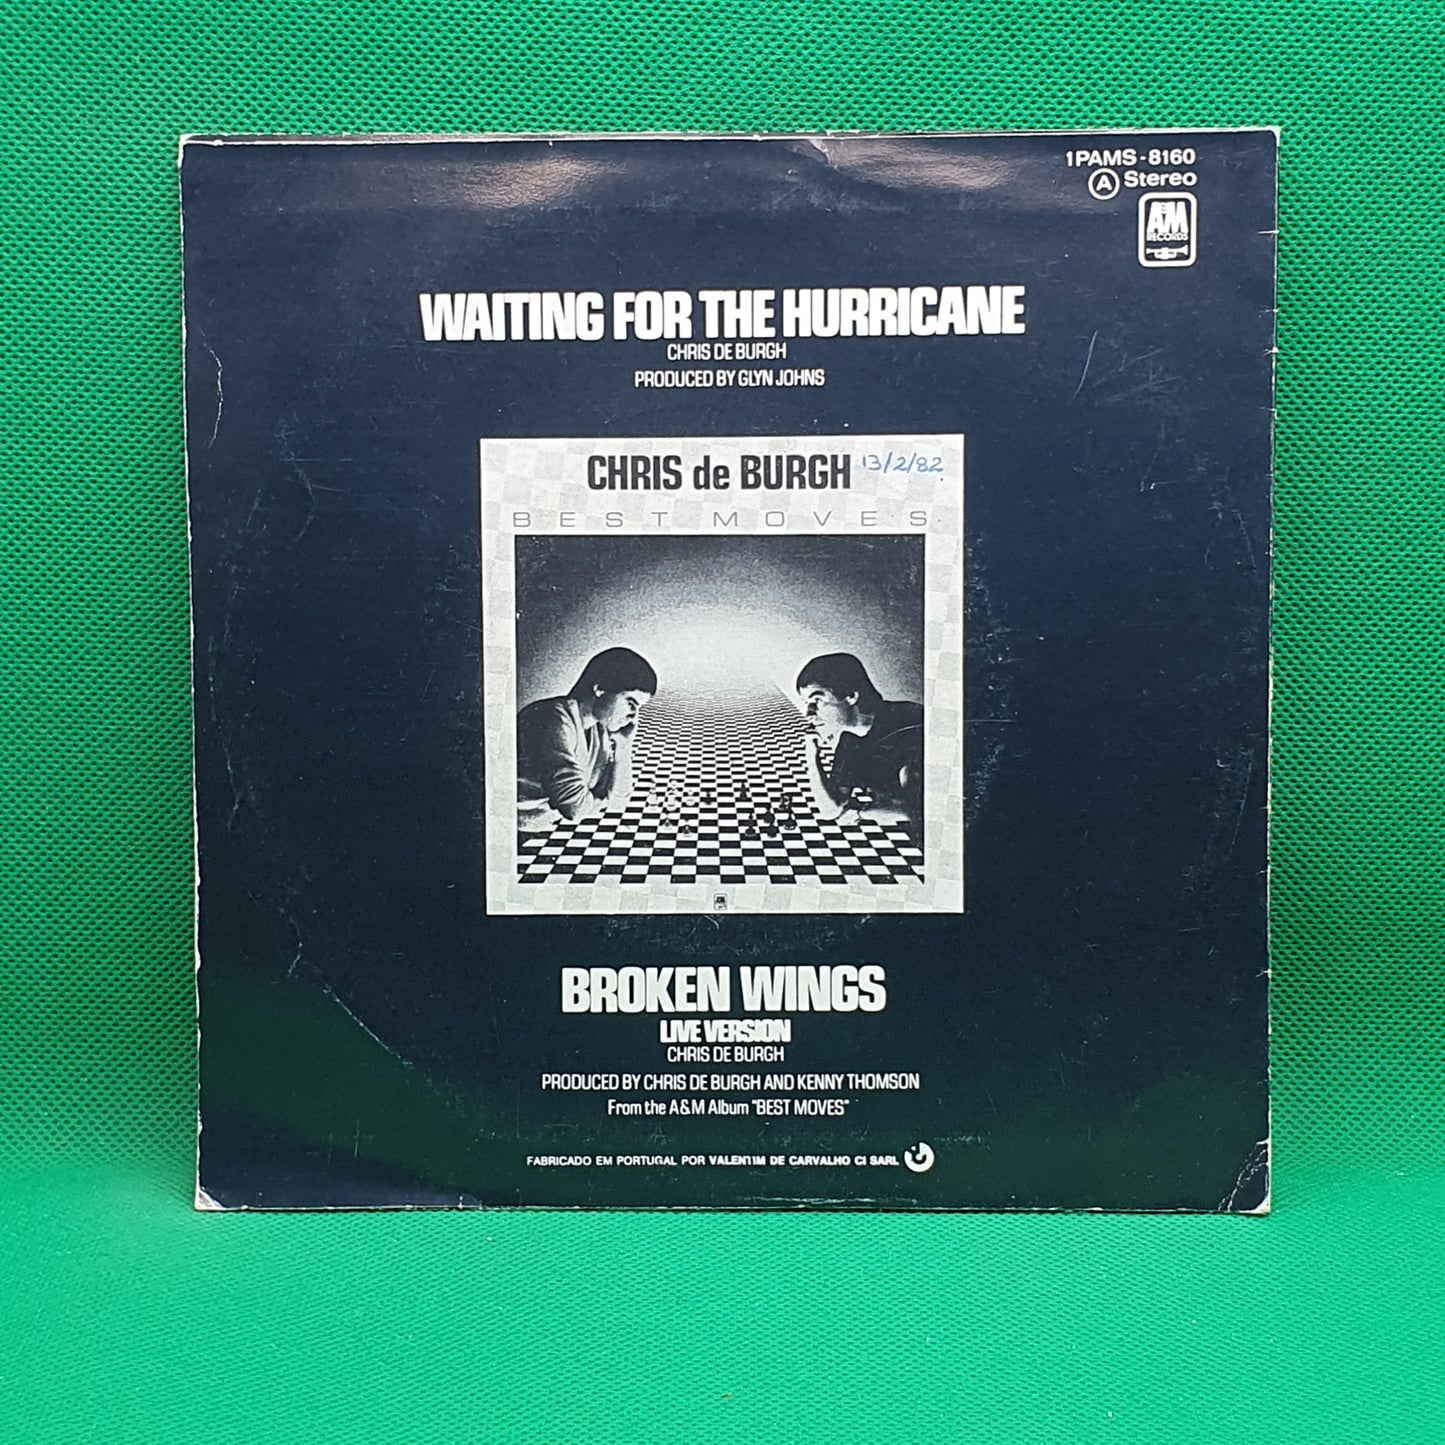 1PAMS-8160
A Stereo
A&M
RECORDS
WAITING FOR THE HURRICANE
CHRIS DE BURGH
PRODUCED BY GLYN JOHNS
CHRIS de BURGH 13/2/82
BEST MOVES
BROKEN WINGS
LIVE VERSION
CHRIS DE BURGH
PRODUCED BY CHRIS DE BURGH AND KENNY THOMSON
From the A&M Album "BEST MOVES"
FABRICADO EM PORTUGAL POR VALENTIM DE CARVALHO CI SARL